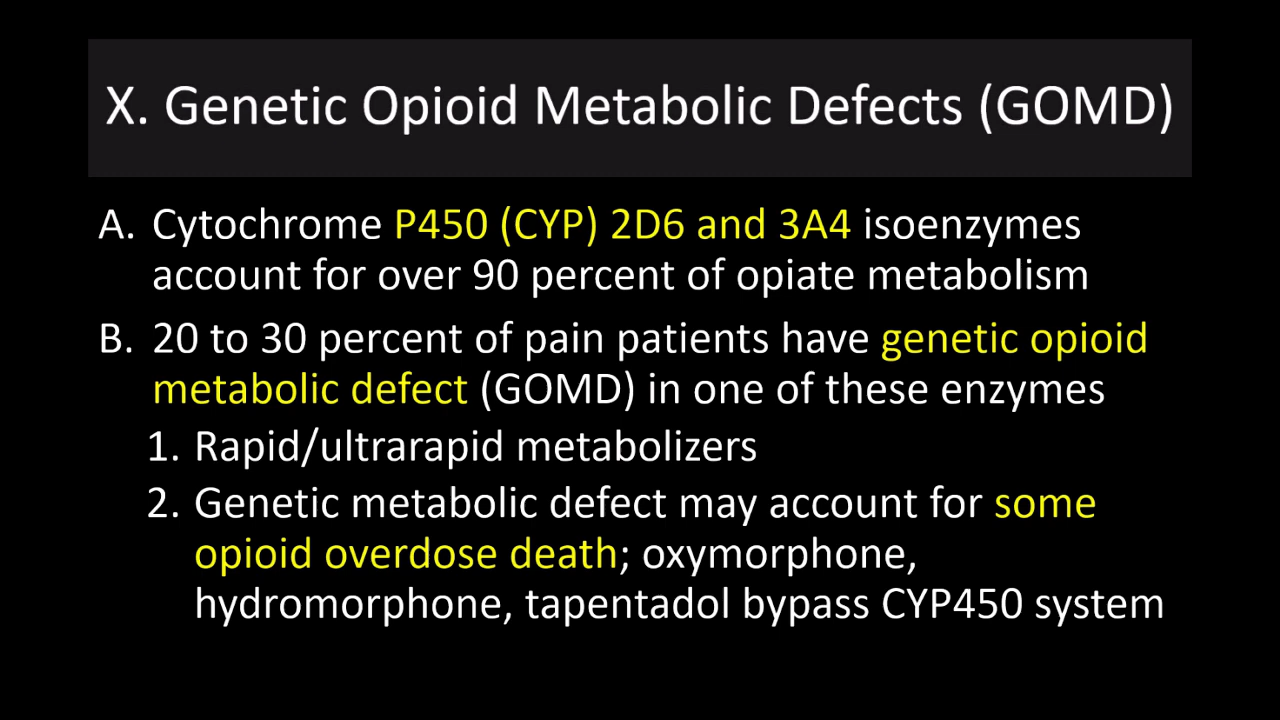 X. Genetic Opioid Metabolic Defects (GOMD)
A. Cytochrome P450 (CYP) 2D6 and 3A4 isoenzymes
account for over 90 percent of opiate metabolism
B. 20 to 30 percent of pain patients have genetic opioid
metabolic defect (GOMD) in one of these enzymes
1. Rapid/ultrarapid metabolizers
2. Genetic metabolic defect may account for some
opioid overdose death; oxymorphone,
hydromorphone, tapentadol bypass CYP450 system